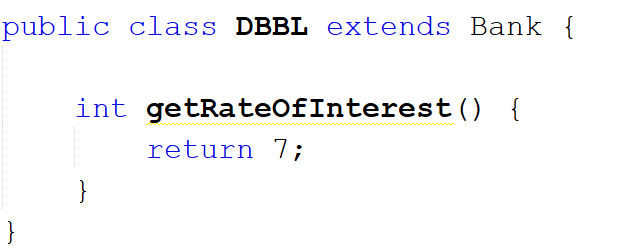 public class DBBL extends Bank {
int getRateOfInterest() {
return 7;
}
}